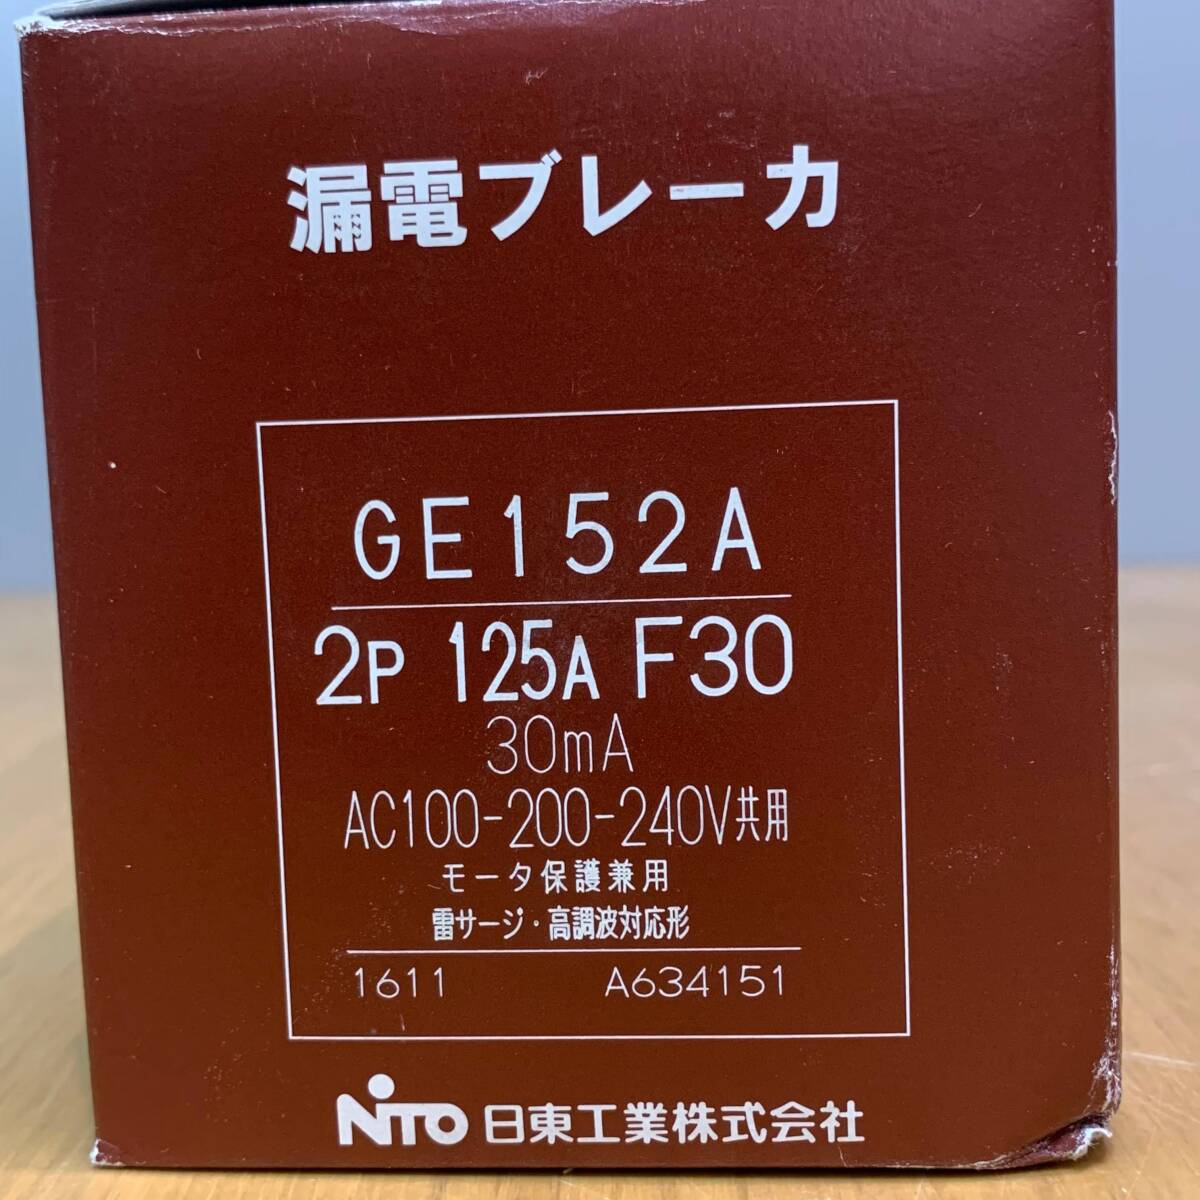 漏電ブレーカ
GE152A
2P 125A F30
30mA
AC100-200-240V共用
モータ保護兼用
雷サージ・高調波対応形
1611 A634151
NiTO 日東工業株式会社